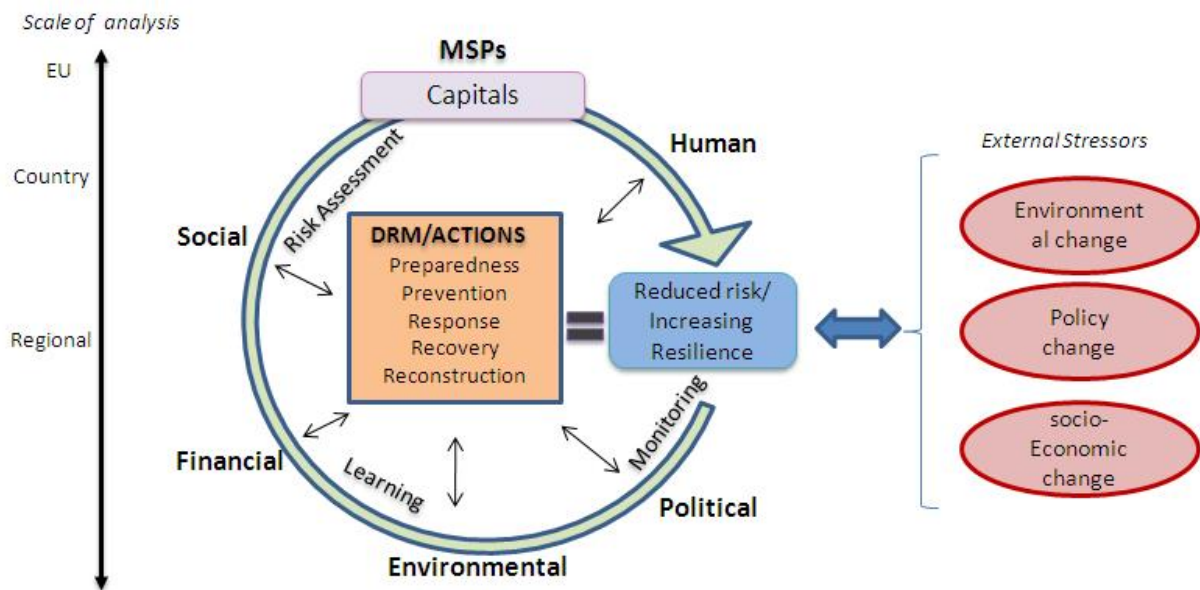 Scale of analysis
EU
Country
Regional
MSPs
Capitals
Human
Social
Risk Assessment
DRM/ACTIONS
Preparedness
Prevention
Response
Recovery
Reconstruction
=
Reduced risk/
Increasing
Resilience
Monitoring
Learning
Financial
Political
Environmental
External Stressors
Environment
al change
Policy
change
socio-
Economic
change